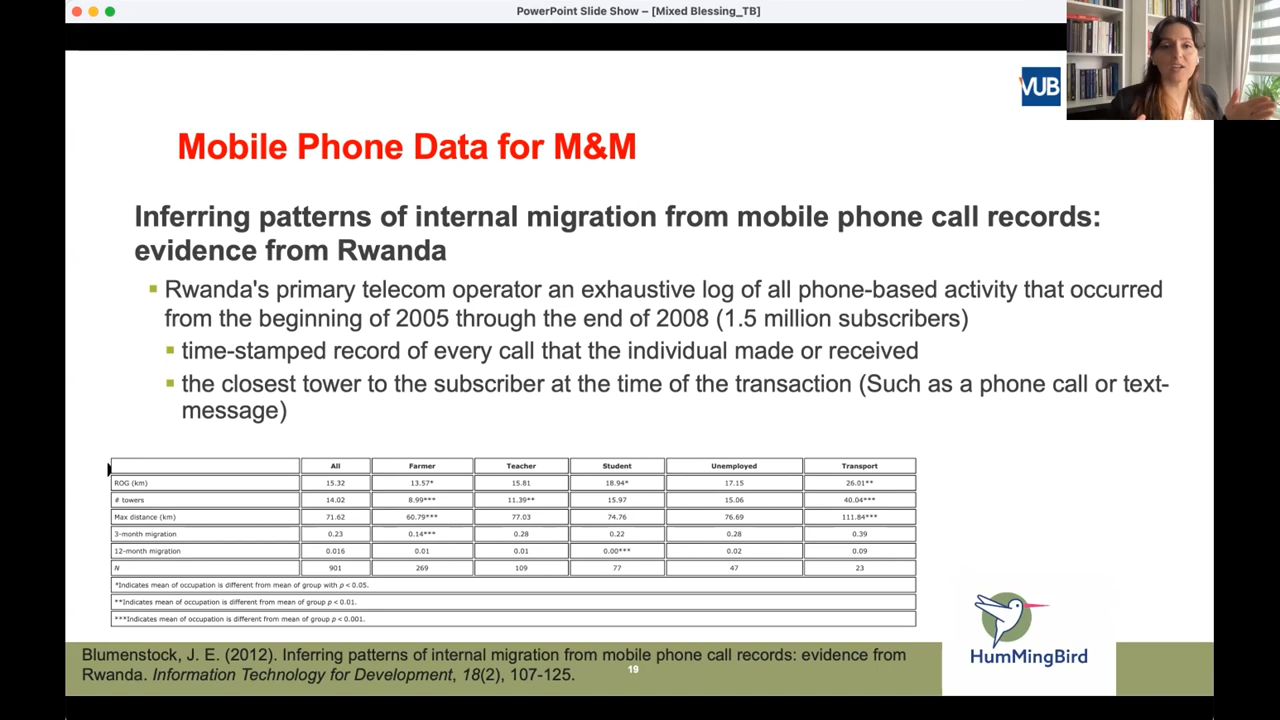 PowerPoint Slide Show – [Mixed Blessing_TB]
VUB
Mobile Phone Data for M&M
Inferring patterns of internal migration from mobile phone call records:
evidence from Rwanda
Rwanda's primary telecom operator an exhaustive log of all phone-based activity that occurred
from the beginning of 2005 through the end of 2008 (1.5 million subscribers)
time-stamped record of every call that the individual made or received
the closest tower to the subscriber at the time of the transaction (Such as a phone call or text-
message)
All Farmer Teacher Student Unemployed Transport
ROG (km) 15.32 13.57* 15.81 18.94* 17.15 26.01**
# towers 14.02 8.99*** 11.39** 15.97 15.06 40.04***
Max distance (km) 71.62 60.79*** 77.03 74.76 76.69 111.84***
3-month migration 0.23 0.14*** 0.28 0.22 0.28 0.39
12-month migration 0.016 0.01 0.01 0.00*** 0.02 0.09
N 901 269 109 77 47 23
*Indicates mean of occupation is different from mean of group with p < 0.05.
**Indicates mean of occupation is different from mean of group p < 0.01.
***Indicates mean of occupation is different from mean of group p < 0.001.
HumMingBird
Blumenstock, J. E. (2012). Inferring patterns of internal migration from mobile phone call records: evidence from
Rwanda. Information Technology for Development, 18(2), 107-125.
19